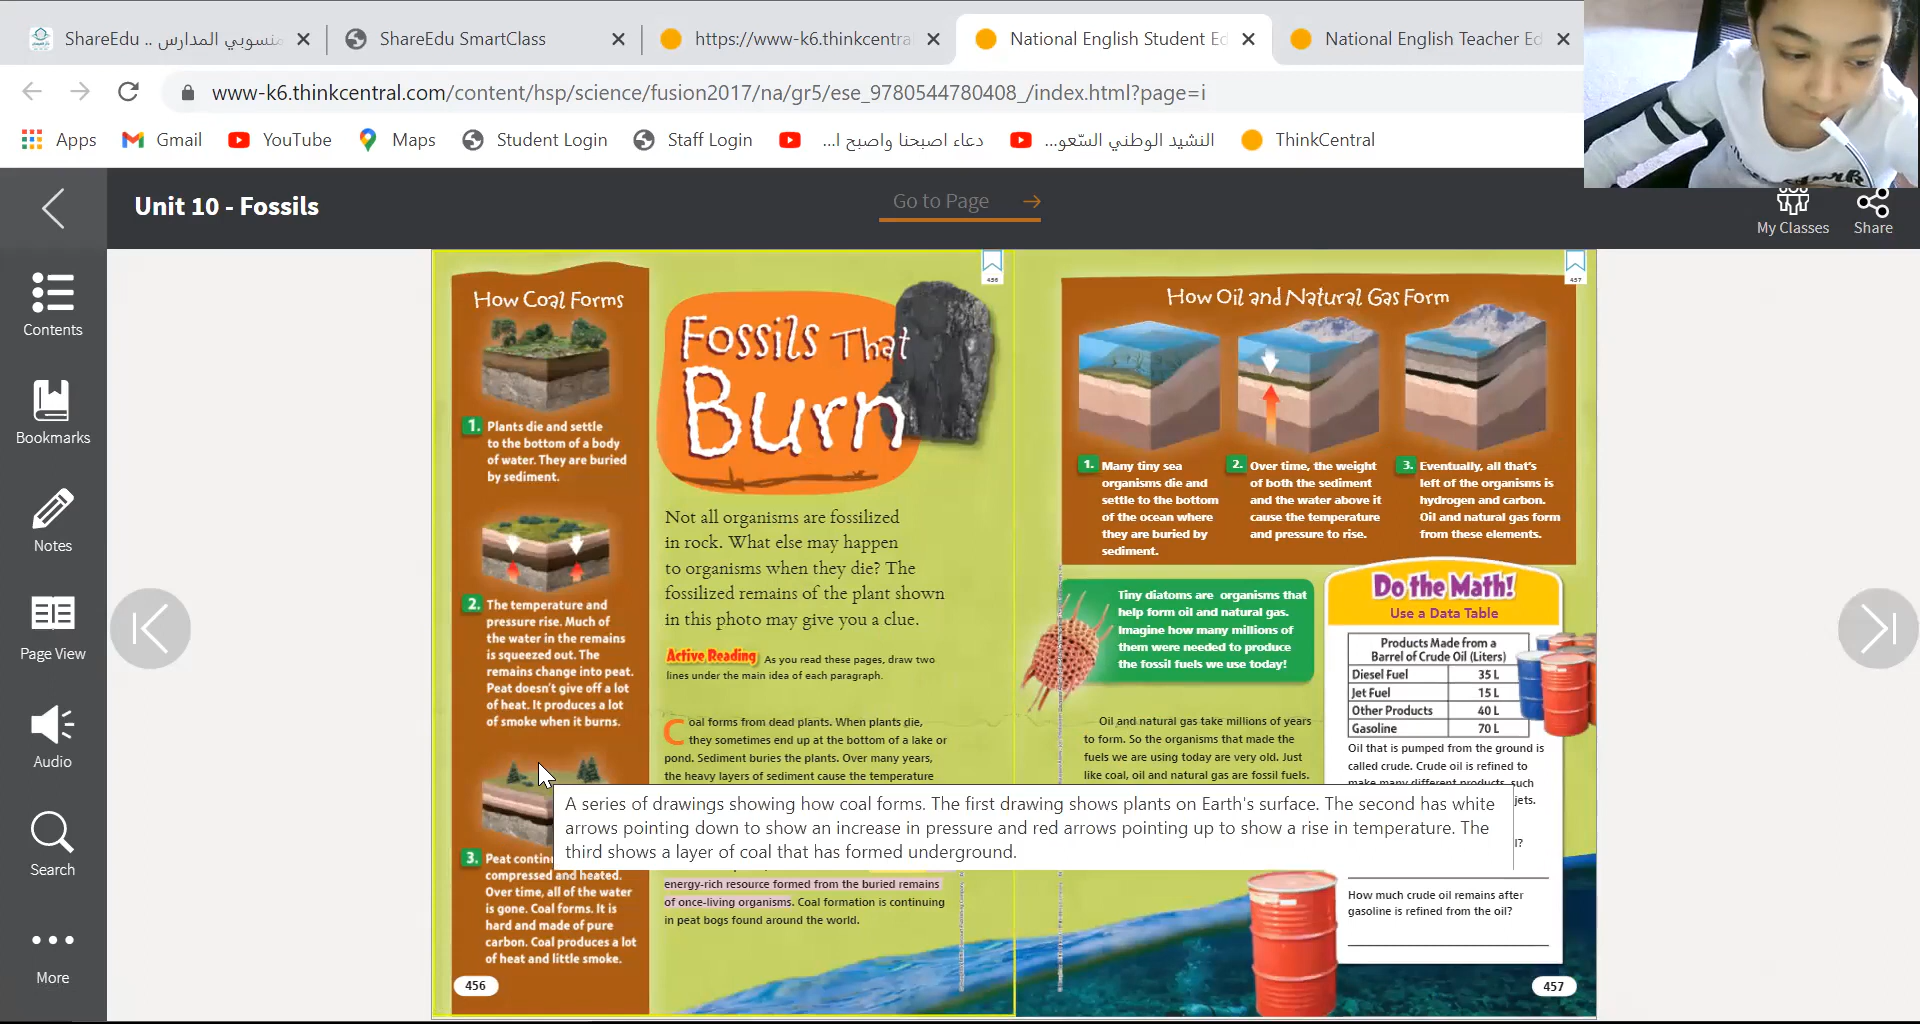 منسوبي المدارس .. ShareEdu
ShareEdu SmartClass
https://www-k6.thinkcentra
National English Student Ed
National English Teacher Ed
www-k6.thinkcentral.com/content/hsp/science/fusion2017/na/gr5/ese_9780544780408_/index.html?page=i
Apps
Gmail
YouTube
Maps
Student Login
Staff Login
دعاء اصبحنا واصبح ا...
النشيد الوطني السّعو...
ThinkCentral
Unit 10 - Fossils
Go to Page
My Classes
Share
Contents
Bookmarks
Notes
Page View
Audio
Search
More
How Coal Forms
1. Plants die and settle
to the bottom of a body
of water. They are buried
by sediment.
2. The temperature and
pressure rise. Much of
the water in the remains
is squeezed out. The
remains change into peat.
Peat doesn't give off a lot
of heat. It produces a lot
of smoke when it burns.
3. Peat contin
compressed and heated.
Over time, all of the water
is gone. Coal forms. It is
hard and made of pure
carbon. Coal produces a lot
of heat and little smoke.
456
456
Fossils That
Burn
Not all organisms are fossilized
in rock. What else may happen
to organisms when they die? The
fossilized remains of the plant shown
in this photo may give you a clue.
Active Reading As you read these pages, draw two
lines under the main idea of each paragraph.
Coal forms from dead plants. When plants die,
they sometimes end up at the bottom of a lake or
pond. Sediment buries the plants. Over many years,
the heavy layers of sediment cause the temperature
A series of drawings showing how coal forms. The first drawing shows plants on Earth's surface. The second has white
arrows pointing down to show an increase in pressure and red arrows pointing up to show a rise in temperature. The
third shows a layer of coal that has formed underground.
energy-rich resource formed from the buried remains
of once-living organisms. Coal formation is continuing
in peat bogs found around the world.
457
How Oil and Natural Gas Form
1. Many tiny sea
organisms die and
settle to the bottom
of the ocean where
they are buried by
sediment.
2. Over time, the weight
of both the sediment
and the water above it
cause the temperature
and pressure to rise.
3. Eventually, all that's
left of the organisms is
hydrogen and carbon.
Oil and natural gas form
from these elements.
Tiny diatoms are organisms that
help form oil and natural gas.
Imagine how many millions of
them were needed to produce
the fossil fuels we use today!
Oil and natural gas take millions of years
to form. So the organisms that made the
fuels we are using today are very old. Just
like coal, oil and natural gas are fossil fuels.
Do the Math!
Use a Data Table
Products Made from a
Barrel of Crude Oil (Liters)
Diesel Fuel 35 L
Jet Fuel 15 L
Other Products 40 L
Gasoline 70 L
Oil that is pumped from the ground is
called crude. Crude oil is refined to
make many different products, such
jets.
l?
How much crude oil remains after
gasoline is refined from the oil?
457